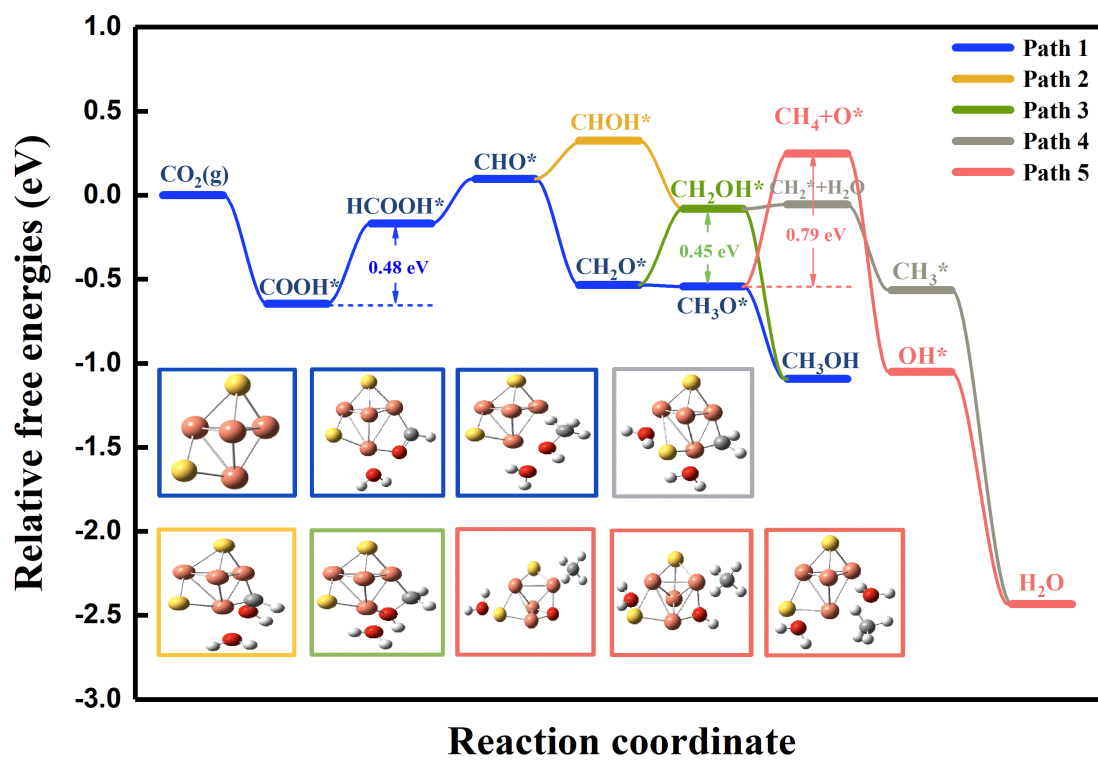 1.0
0.5
0.0
-0.5
-1.0
-1.5
-2.0
-2.5
-3.0
Relative free energies (eV)
Reaction coordinate
Path 1
Path 2
Path 3
Path 4
Path 5
CO₂(g)
COOH*
HCOOH*
0.48 eV
CHO*
CHOH*
CH₂O*
CH₂OH*
0.45 eV
CH₃O*
CH₄+O*
CH₂*+H₂O
0.79 eV
CH₃OH
CH₃*
OH*
H₂O